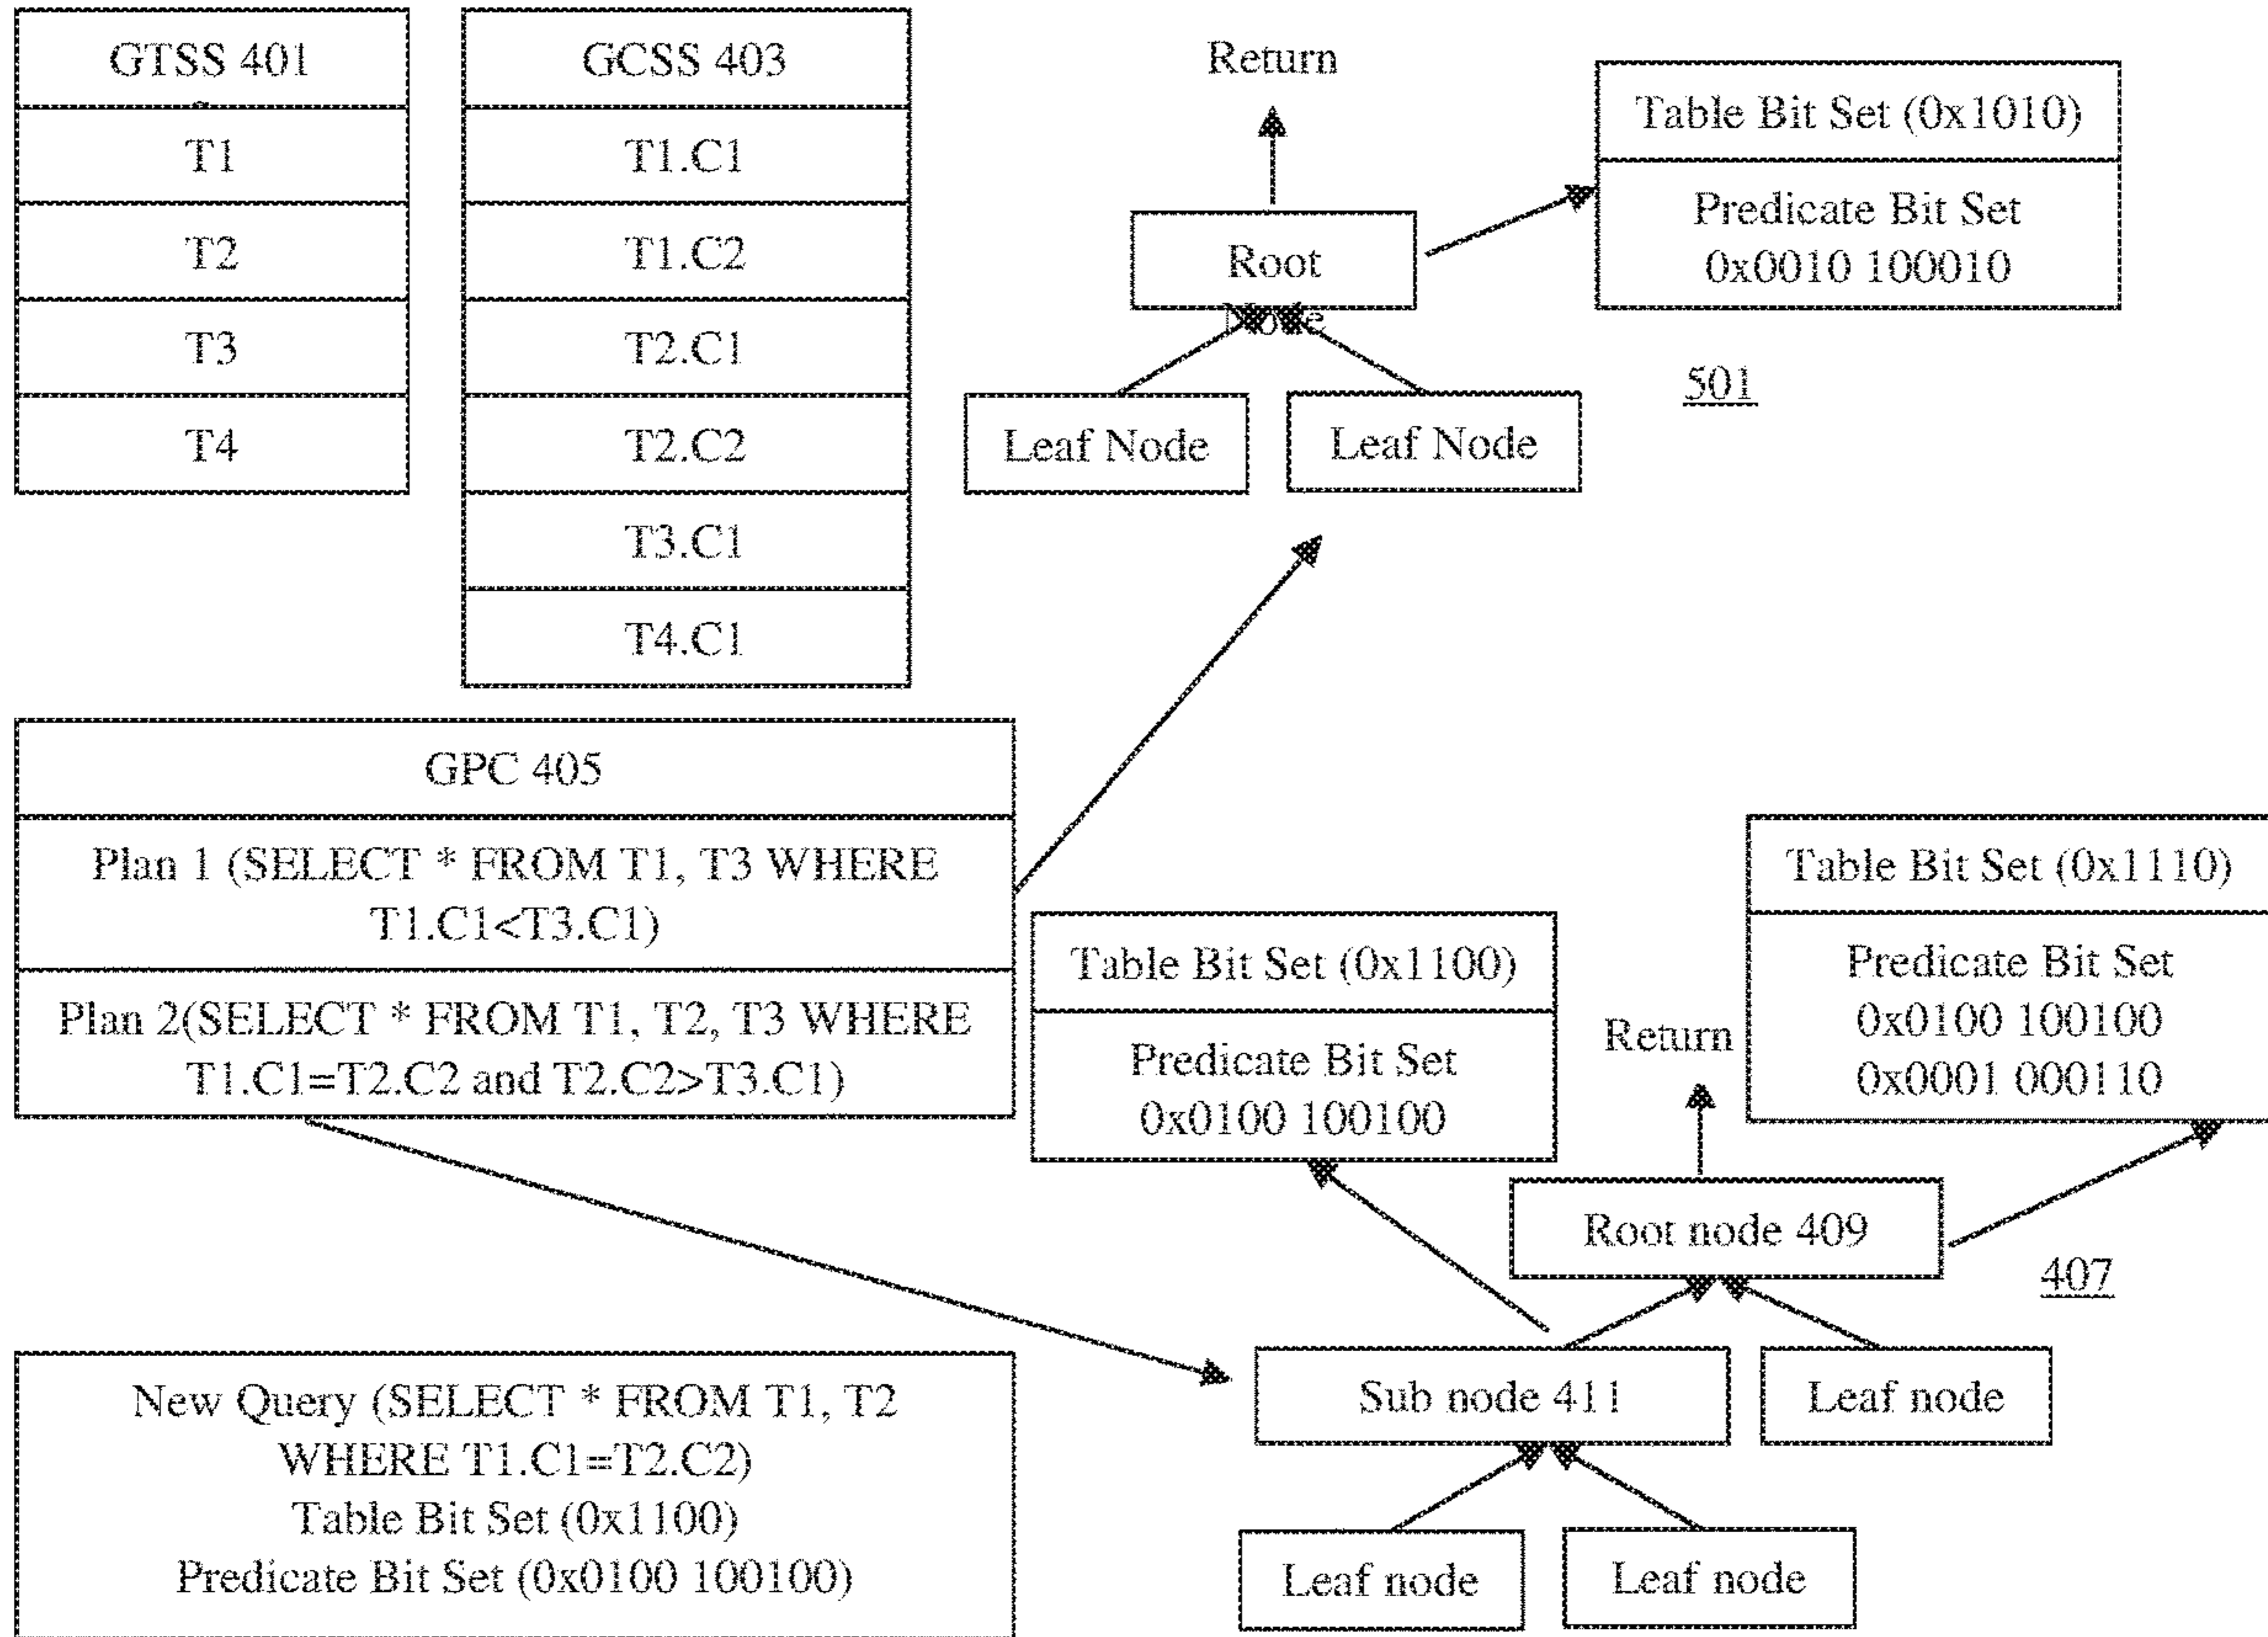 GTSS 401
T1
T2
T3
T4
GCSS 403
T1.C1
T1.C2
T2.C1
T2.C2
T3.C1
T4.C1
Return
Root
Node
Leaf Node
Leaf Node
Table Bit Set (0x1010)
Predicate Bit Set
0x0010 100010
501
GPC 405
Plan 1 (SELECT * FROM T1, T3 WHERE
T1.C1<T3.C1)
Plan 2(SELECT * FROM T1, T2, T3 WHERE
T1.C1=T2.C2 and T2.C2>T3.C1)
Table Bit Set (0x1100)
Predicate Bit Set
0x0100 100100
Return
Table Bit Set (0x1110)
Predicate Bit Set
0x0100 100100
0x0001 000110
Root node 409
407
Sub node 411
Leaf node
Leaf node
Leaf node
New Query (SELECT * FROM T1, T2
WHERE T1.C1=T2.C2)
Table Bit Set (0x1100)
Predicate Bit Set (0x0100 100100)